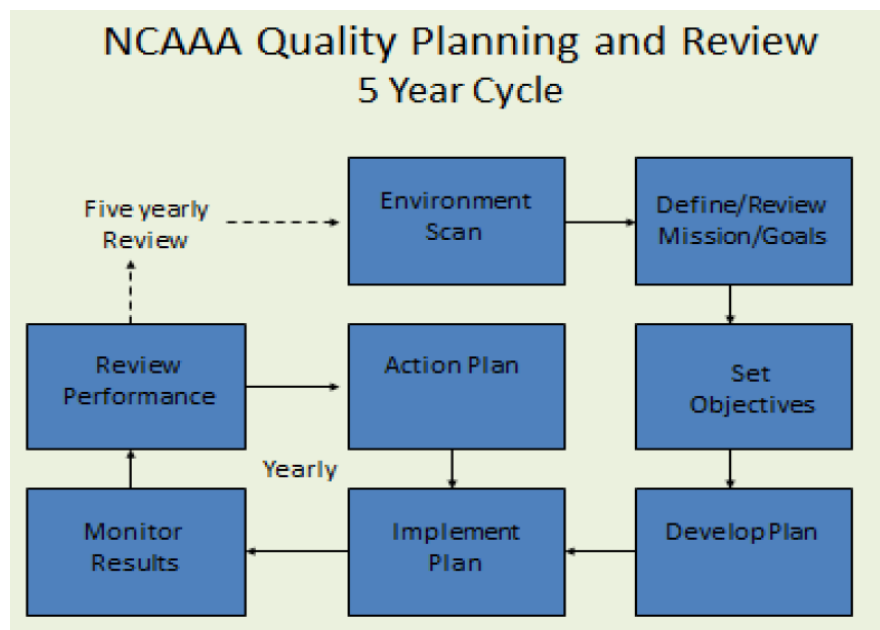 NCAAA Quality Planning and Review
5 Year Cycle
Five yearly
Review
Environment
Scan
Define/Review
Mission/Goals
Review
Performance
Action Plan
Set
Objectives
Yearly
Monitor
Results
Implement
Plan
Develop Plan